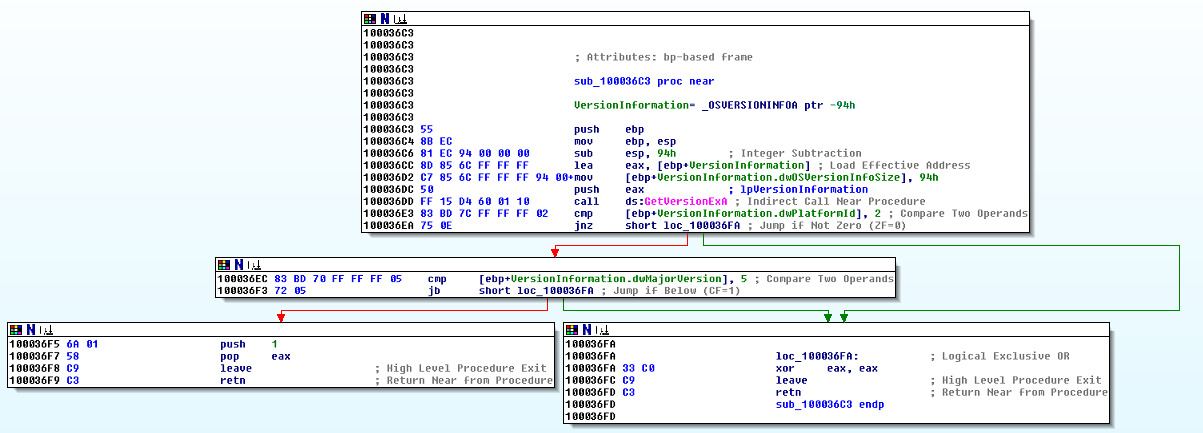 100036C3
100036C3
100036C3 ; Attributes: bp-based frame
100036C3
100036C3 sub_100036C3 proc near
100036C3
100036C3 VersionInformation= _OSVERSIONINFOA ptr -94h
100036C3
100036C3 55 push ebp
100036C4 8B EC mov ebp, esp
100036C6 81 EC 94 00 00 00 sub esp, 94h ; Integer Subtraction
100036CC 8D 85 6C FF FF FF lea eax, [ebp+VersionInformation] ; Load Effective Address
100036D2 C7 85 6C FF FF FF 94 00+mov [ebp+VersionInformation.dwOSVersionInfoSize], 94h
100036DC 50 push eax ; lpVersionInformation
100036DD FF 15 D4 60 01 10 call ds:GetVersionExA ; Indirect Call Near Procedure
100036E3 83 BD 7C FF FF FF 02 cmp [ebp+VersionInformation.dwPlatformId], 2 ; Compare Two Operands
100036EA 75 0E jnz short loc_100036FA ; Jump if Not Zero (ZF=0)
100036EC 83 BD 70 FF FF FF 05 cmp [ebp+VersionInformation.dwMajorVersion], 5 ; Compare Two Operands
100036F3 72 05 jb short loc_100036FA ; Jump if Below (CF=1)
100036F5 6A 01 push 1
100036F7 58 pop eax
100036F8 C9 leave ; High Level Procedure Exit
100036F9 C3 retn ; Return Near from Procedure
100036FA
100036FA loc_100036FA: ; Logical Exclusive OR
100036FA 33 C0 xor eax, eax
100036FC C9 leave ; High Level Procedure Exit
100036FD C3 retn ; Return Near from Procedure
100036FD sub_100036C3 endp
100036FD